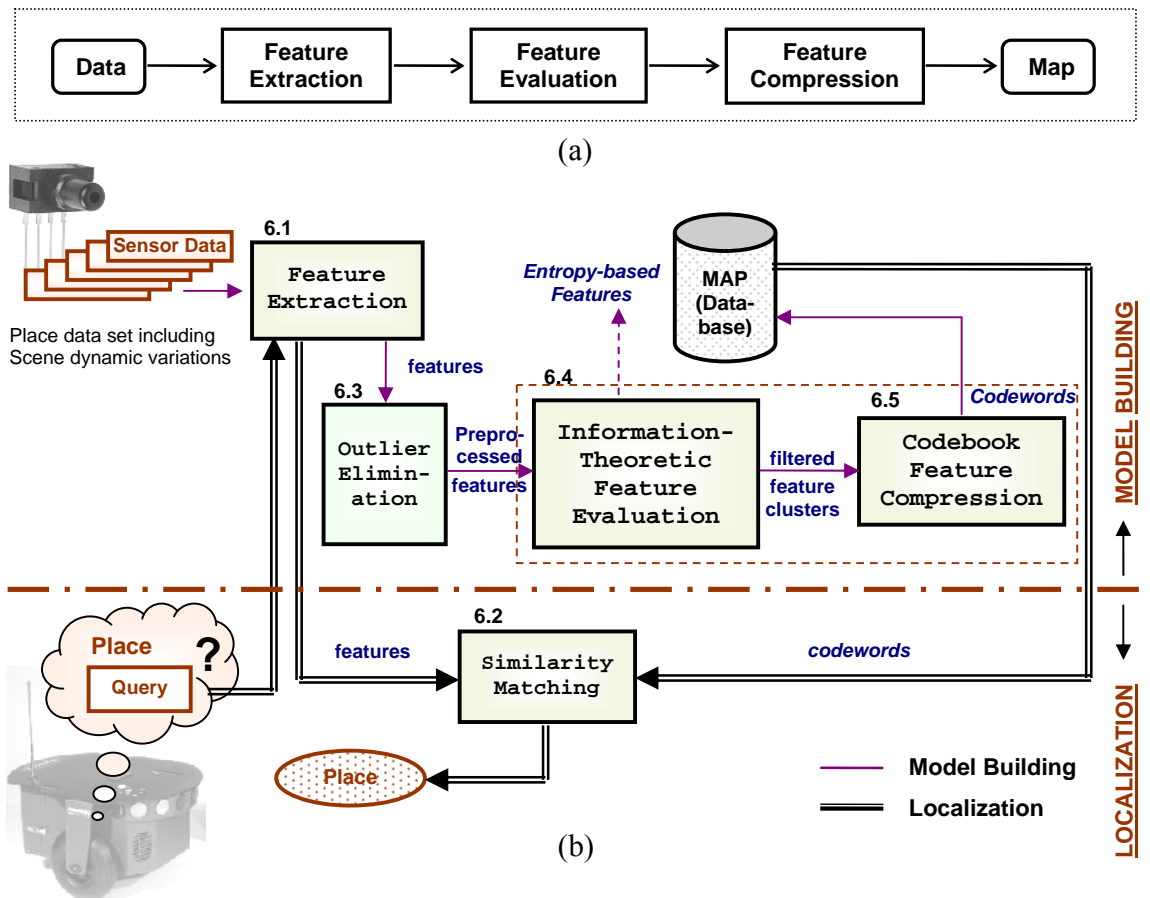 Data
Feature
Extraction
Feature
Evaluation
Feature
Compression
Map
(a)
Sensor Data
Place data set including
Scene dynamic variations
6.1
Feature
Extraction
features
6.3
Outlier
Elimin-
ation
Prepro-
cessed
features
Entropy-based
Features
6.4
Information-
Theoretic
Feature
Evaluation
filtered
feature
clusters
MAP
(Data-
base)
6.5
Codebook
Feature
Compression
Codewords
MODEL BUILDING
Place
?
Query
features
6.2
Similarity
Matching
codewords
Place
Model Building
Localization
LOCALIZATION
(b)